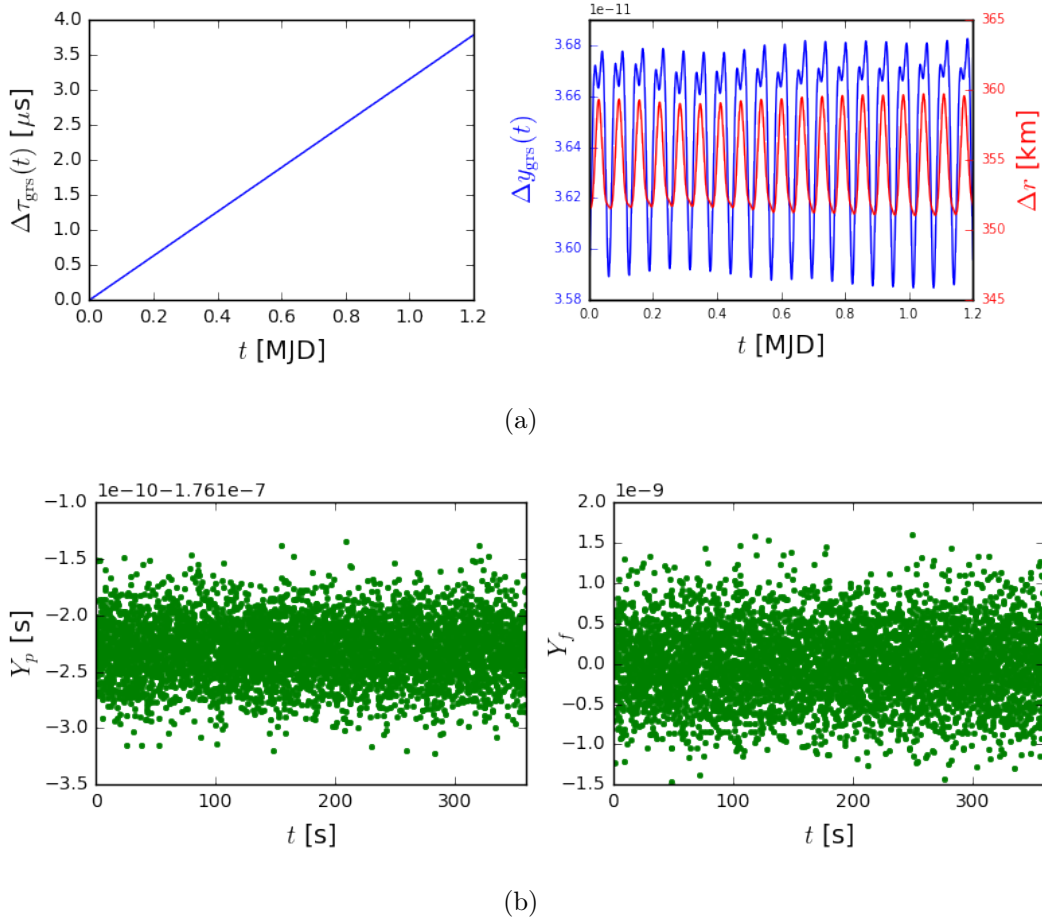 4.0
3.5
3.0
2.5
2.0
1.5
1.0
0.5
0.0
Δτgrs(t) [μs]
0.0 0.2 0.4 0.6 0.8 1.0 1.2
t [MJD]
1e−11
3.68
3.66
3.64
3.62
3.60
3.58
Δygrs(t)
365
360
355
350
345
Δr [km]
0.0 0.2 0.4 0.6 0.8 1.0 1.2
t [MJD]
(a)
1e−10−1.761e−7
−1.0
−1.5
−2.0
−2.5
−3.0
−3.5
Yp [s]
0 100 200 300
t [s]
1e−9
2.0
1.5
1.0
0.5
0.0
−0.5
−1.0
−1.5
Yf
0 100 200 300
t [s]
(b)